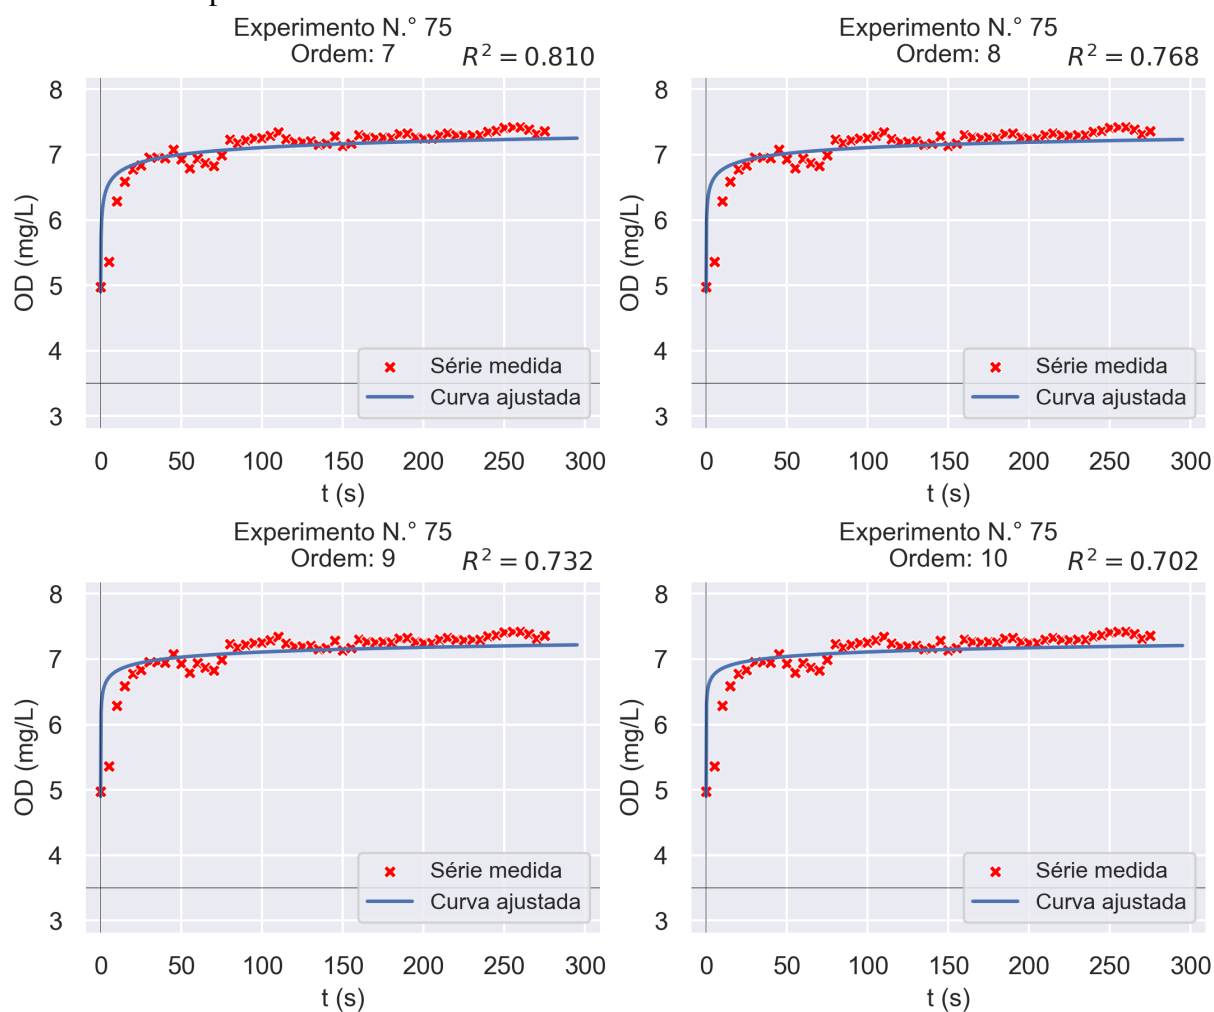 Experimento N.° 75
Ordem: 7 R² = 0.810
8
7
6
5
4
3
OD (mg/L)
Série medida
Curva ajustada
0 50 100 150 200 250 300
t (s)
Experimento N.° 75
Ordem: 8 R² = 0.768
8
7
6
5
4
3
OD (mg/L)
Série medida
Curva ajustada
0 50 100 150 200 250 300
t (s)
Experimento N.° 75
Ordem: 9 R² = 0.732
8
7
6
5
4
3
OD (mg/L)
Série medida
Curva ajustada
0 50 100 150 200 250 300
t (s)
Experimento N.° 75
Ordem: 10 R² = 0.702
8
7
6
5
4
3
OD (mg/L)
Série medida
Curva ajustada
0 50 100 150 200 250 300
t (s)